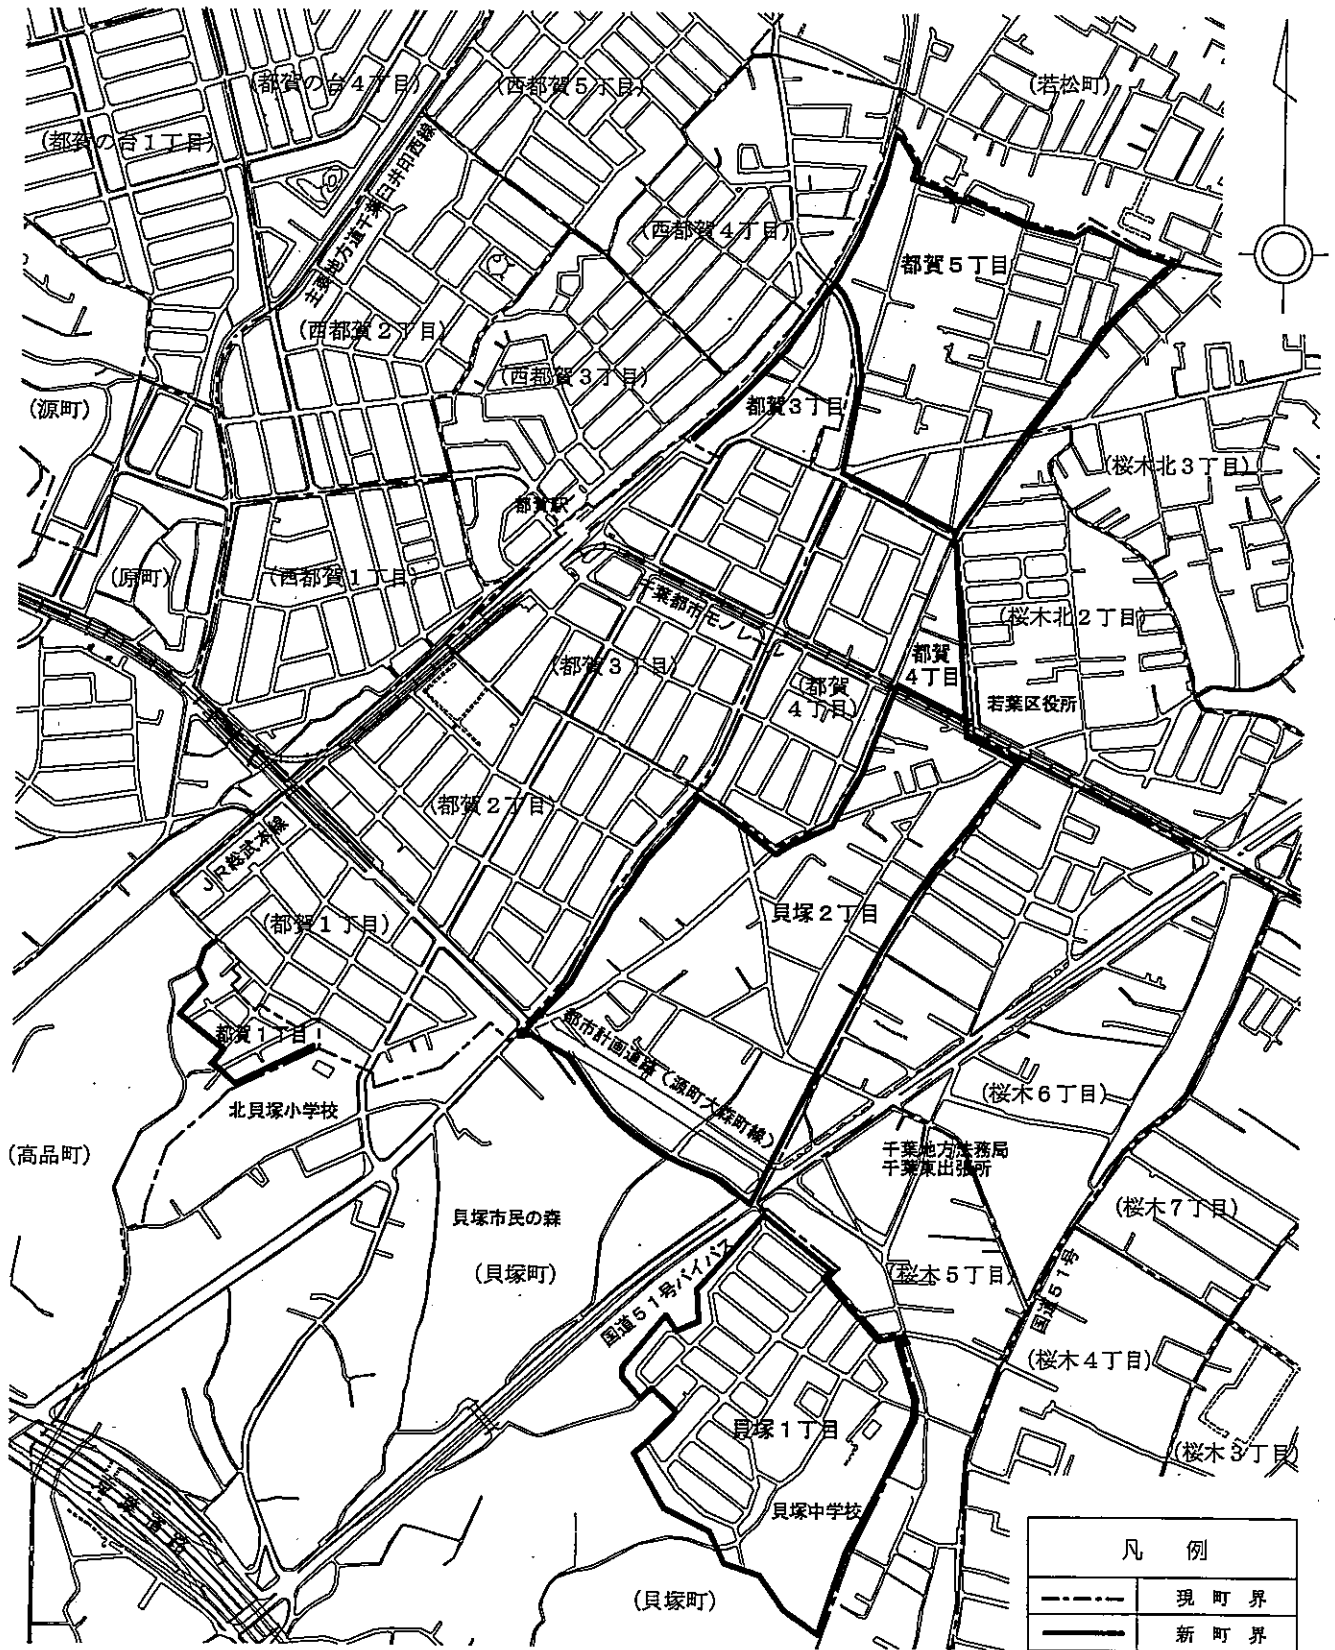 (都賀の台4丁目)
(西都賀5丁目)
(若松町)
(都賀の台1丁目)
主要地方道千葉臼井印西線
(西都賀4丁目)
都賀5丁目
(西都賀2丁目)
(西都賀3丁目)
(源町)
都賀3丁目
(桜木北3丁目)
都賀駅
(原町)
(西都賀1丁目)
千葉都市モノレール
(桜木北2丁目)
(都賀3丁目)
都賀
4丁目
(都賀
4丁目)
若葉区役所
(都賀2丁目)
JR総武本線
(都賀1丁目)
貝塚2丁目
都賀1丁目
都市計画道路(源町大森町線)
(桜木6丁目)
北貝塚小学校
(高品町)
千葉地方法務局
千葉東出張所
(桜木7丁目)
貝塚市民の森
(貝塚町)
国道51号バイパス
(桜木5丁目)
国道51号
(桜木4丁目)
貝塚1丁目
(桜木3丁目)
京葉道路
貝塚中学校
(貝塚町)
凡例
現町界
新町界